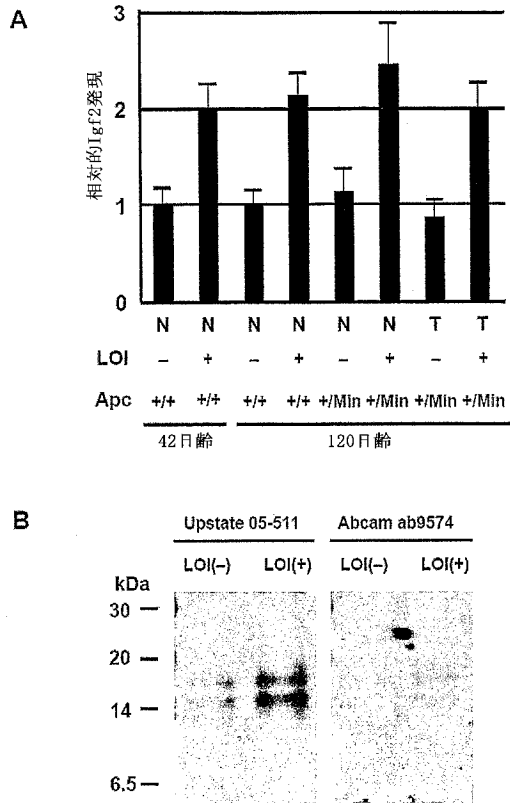 A
相対的Igf2発現
3
2
1
0
N N N N N N T T
LOI − + − + − + − +
Apc +/+ +/+ +/+ +/+ +/Min +/Min +/Min +/Min
42日齢 120日齢
B
Upstate 05-511 Abcam ab9574
LOI(−) LOI(+) LOI(−) LOI(+)
kDa
30
20
14
6.5